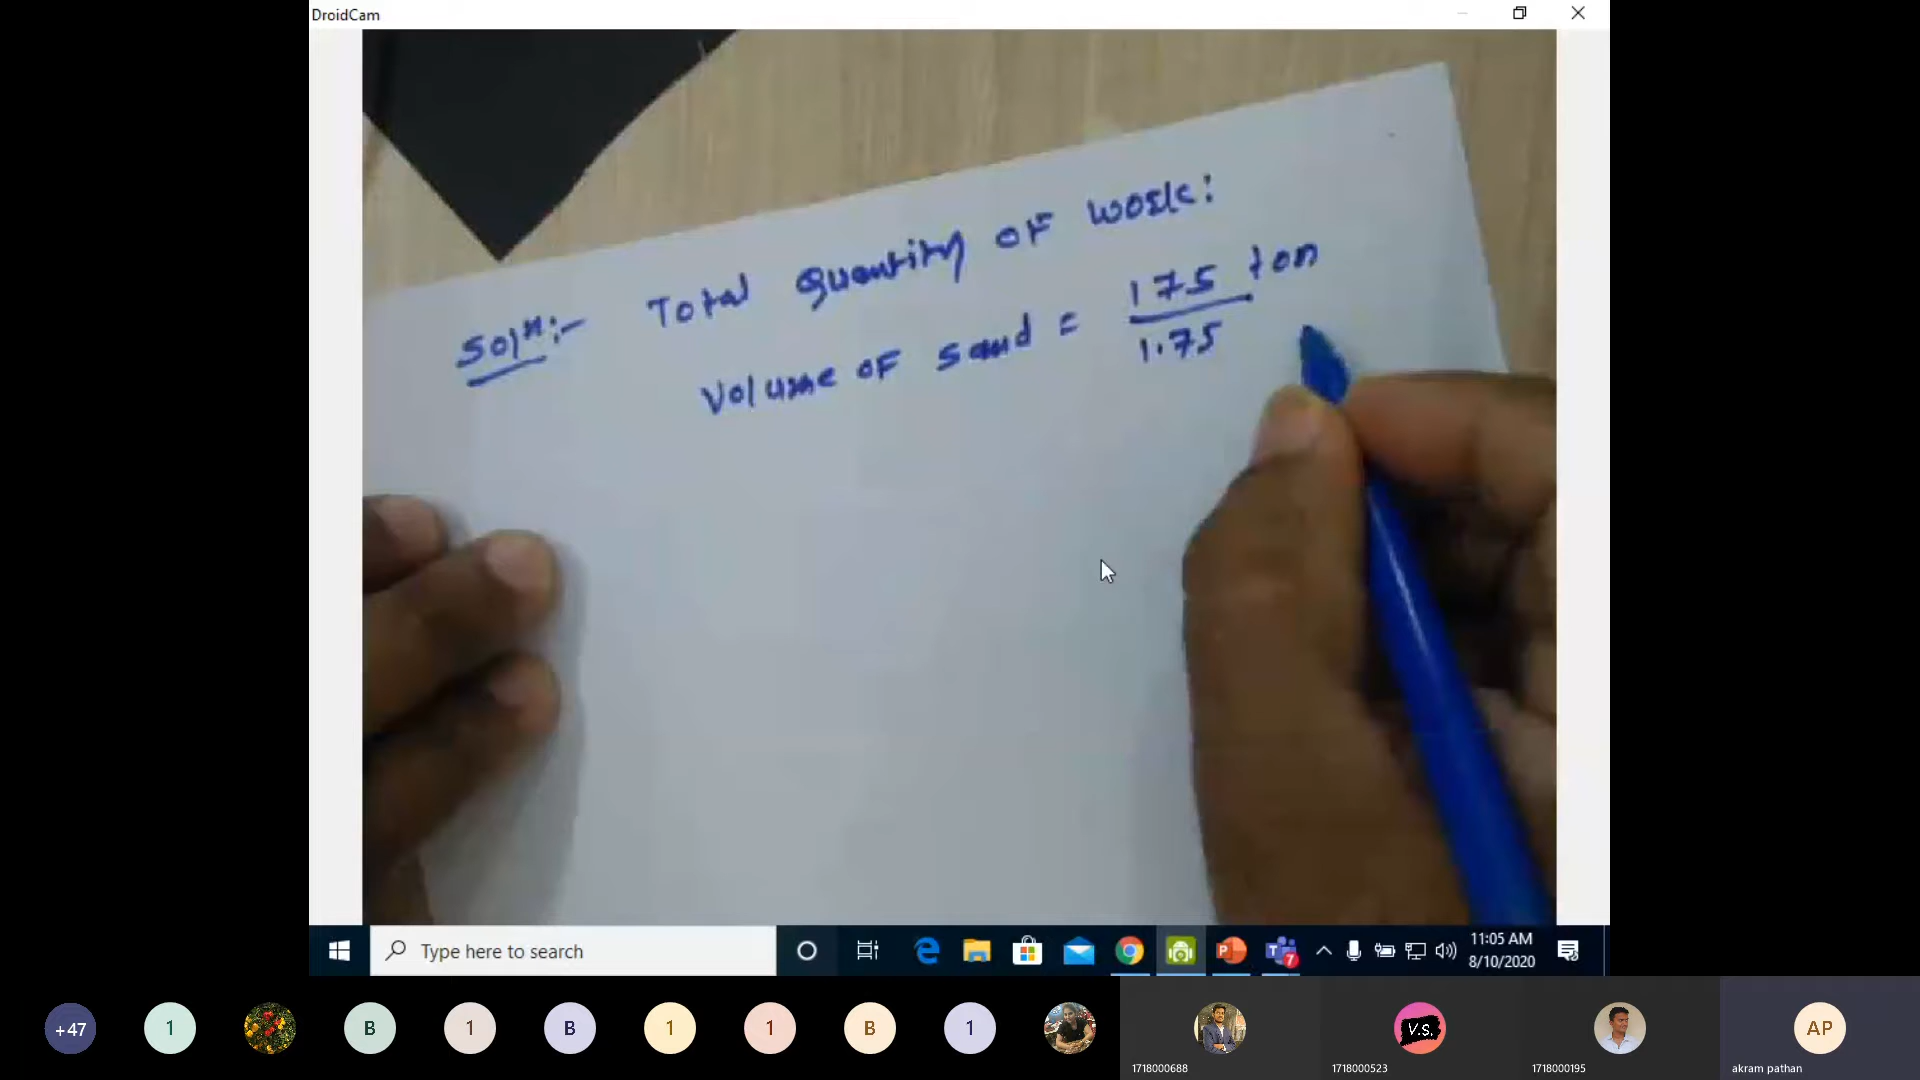 DroidCam
Soln:- Total Quantity of Work:
Volume of Sand = 175 ton
1.75
Type here to search
7
11:05 AM
8/10/2020
+47
1
B
1
B
1
1
B
1
V.S.
AP
1718000688
1718000523
1718000195
akram pathan